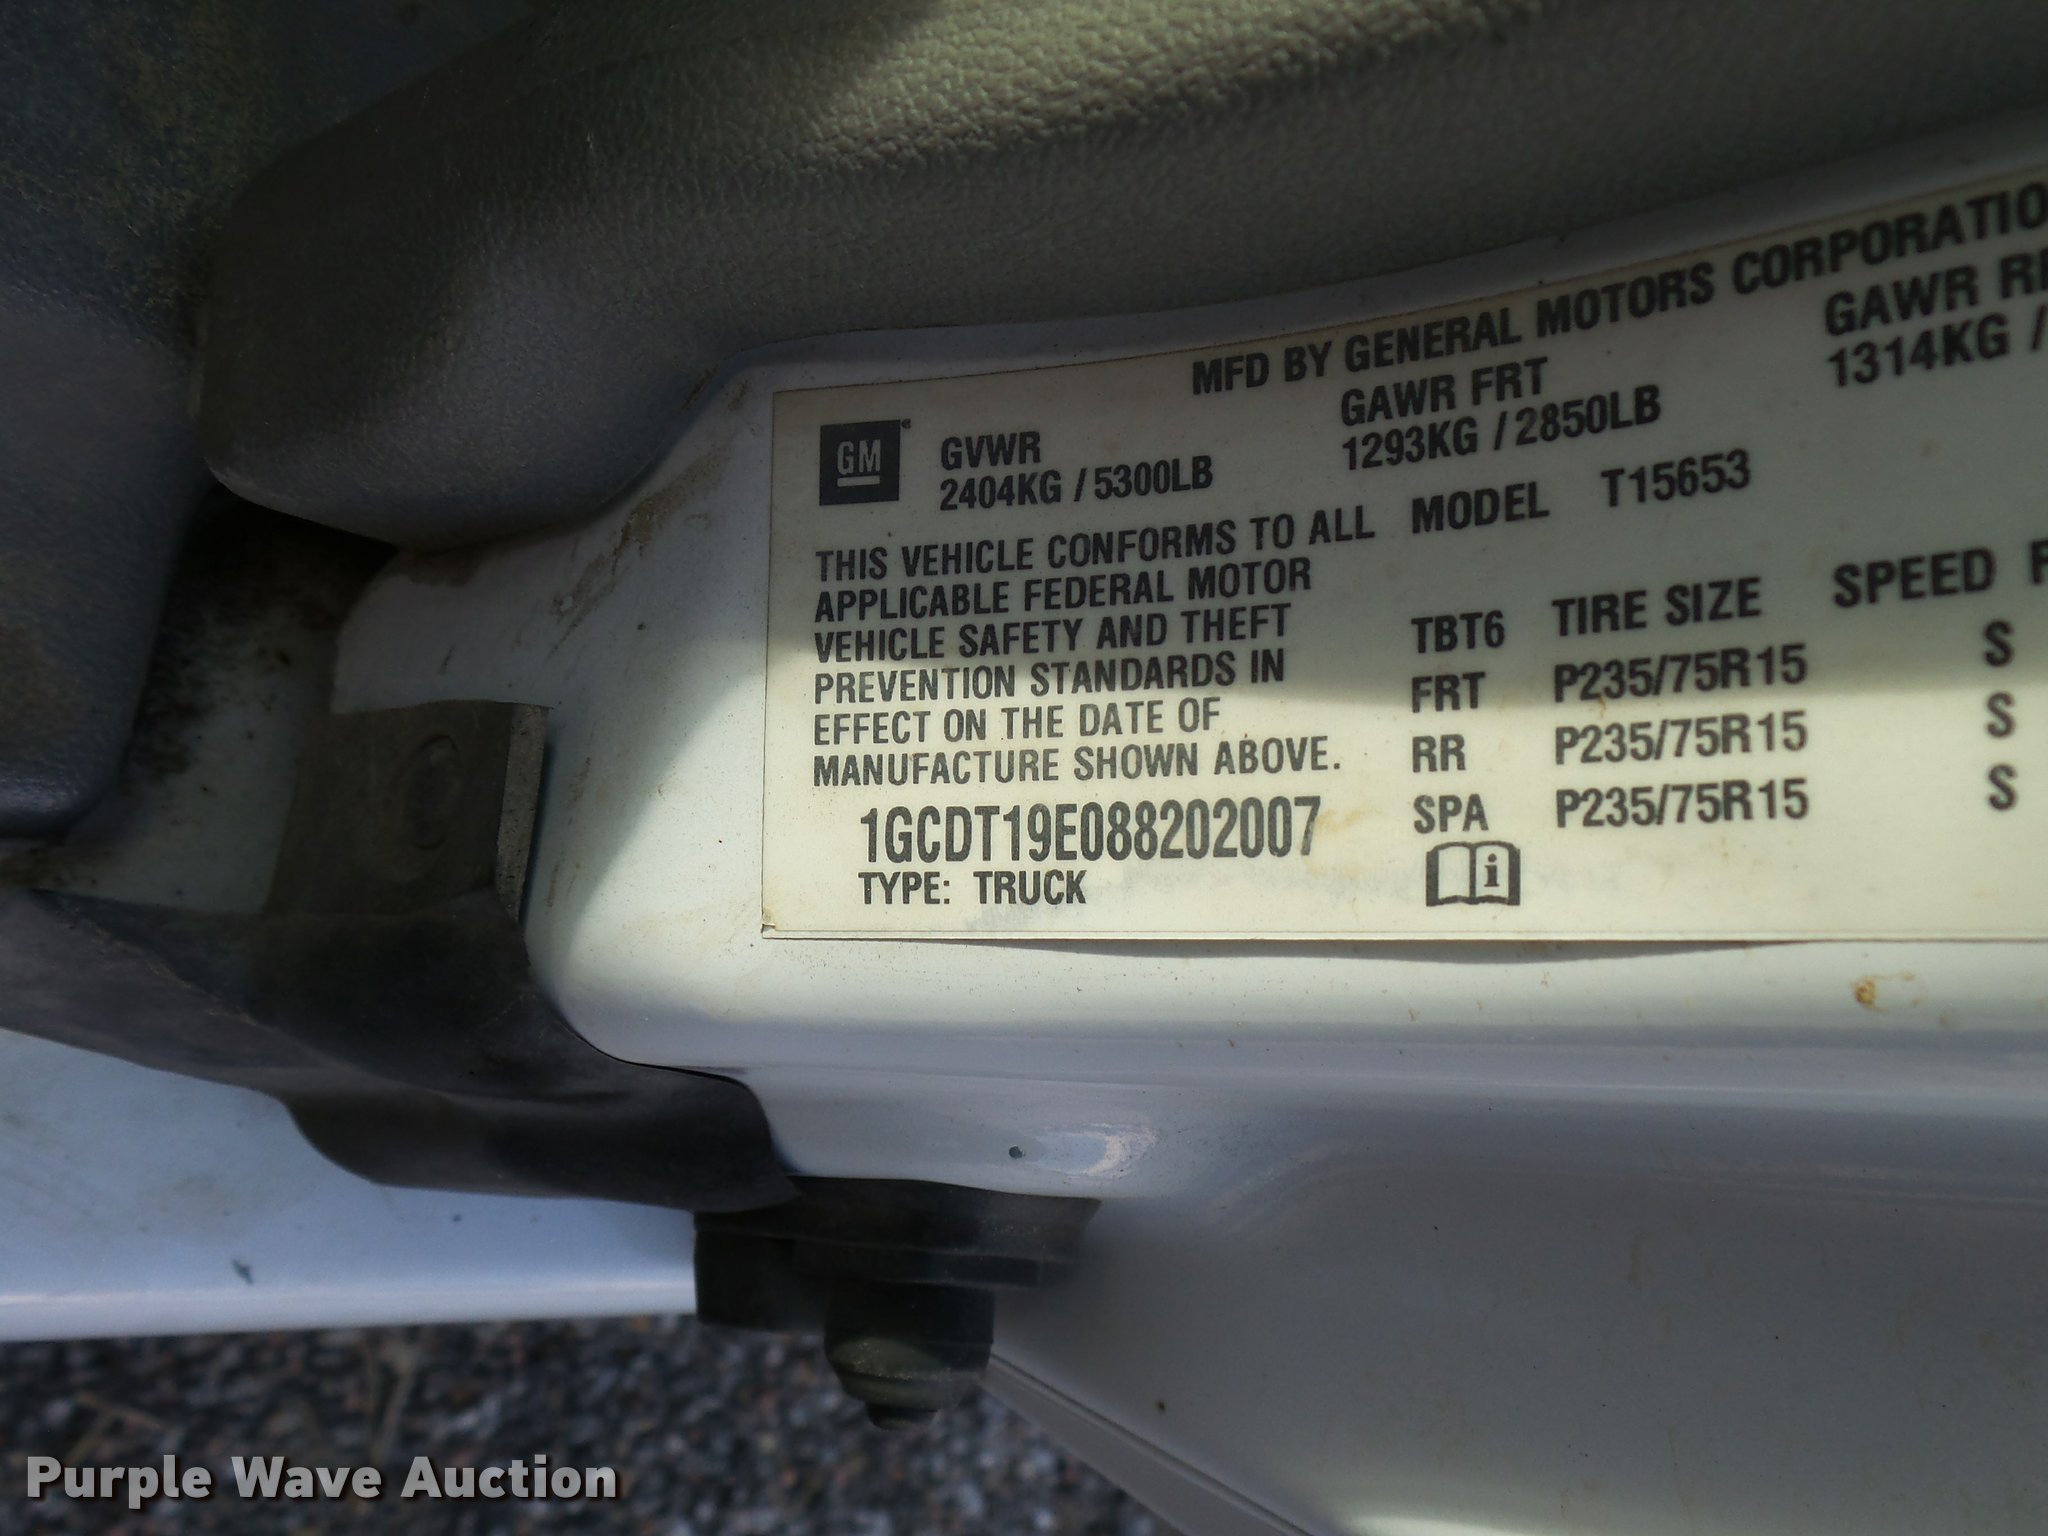 MFD BY GENERAL MOTORS CORPORATIO
GM
GVWR
2404KG / 5300LB
GAWR FRT
1293KG / 2850LB
GAWR R
1314KG /
THIS VEHICLE CONFORMS TO ALL
APPLICABLE FEDERAL MOTOR
VEHICLE SAFETY AND THEFT
PREVENTION STANDARDS IN
EFFECT ON THE DATE OF
MANUFACTURE SHOWN ABOVE.
1GCDT19E088202007
TYPE: TRUCK
MODEL T15653
TBT6 TIRE SIZE SPEED
FRT P235/75R15 S
RR P235/75R15 S
SPA P235/75R15 S
i
Purple Wave Auction